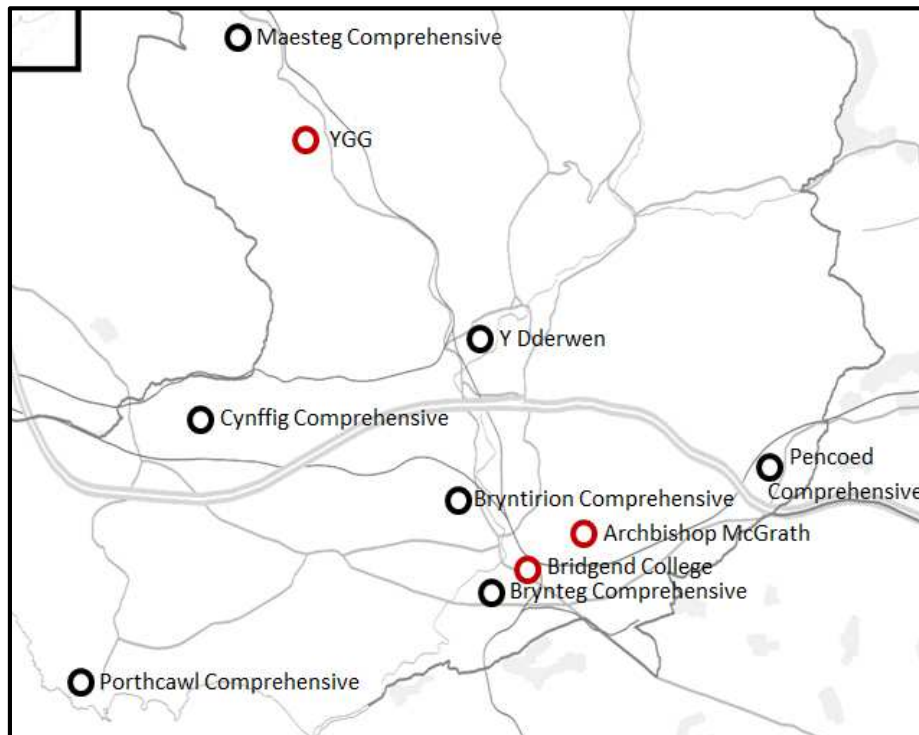 Maesteg Comprehensive
YGG
Y Dderwen
Cynffig Comprehensive
Pencoed
Comprehensive
Bryntirion Comprehensive
Archbishop McGrath
Bridgend College
Brynteg Comprehensive
Porthcawl Comprehensive